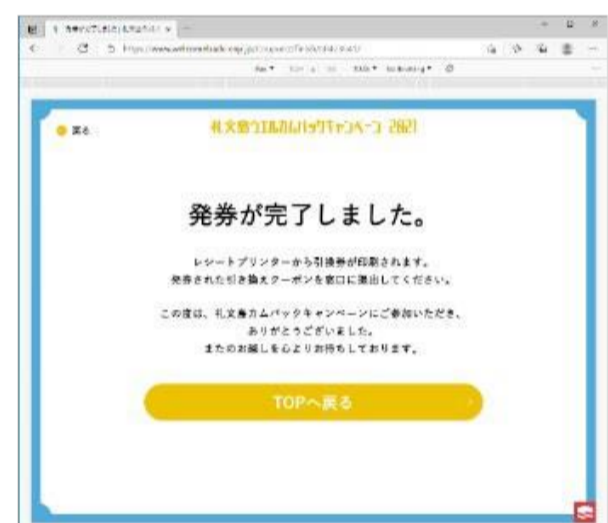 戻る
礼文島ウエルカムバックキャンペーン 2021
発券が完了しました。
レシートプリンターから引換券が印刷されます。
発券された引き換えクーポンを窓口に提出してください。
この度は、礼文島カムバックキャンペーンにご参加いただき、
ありがとうございました。
またのお越しを心よりお待ちしております。
TOPへ戻る